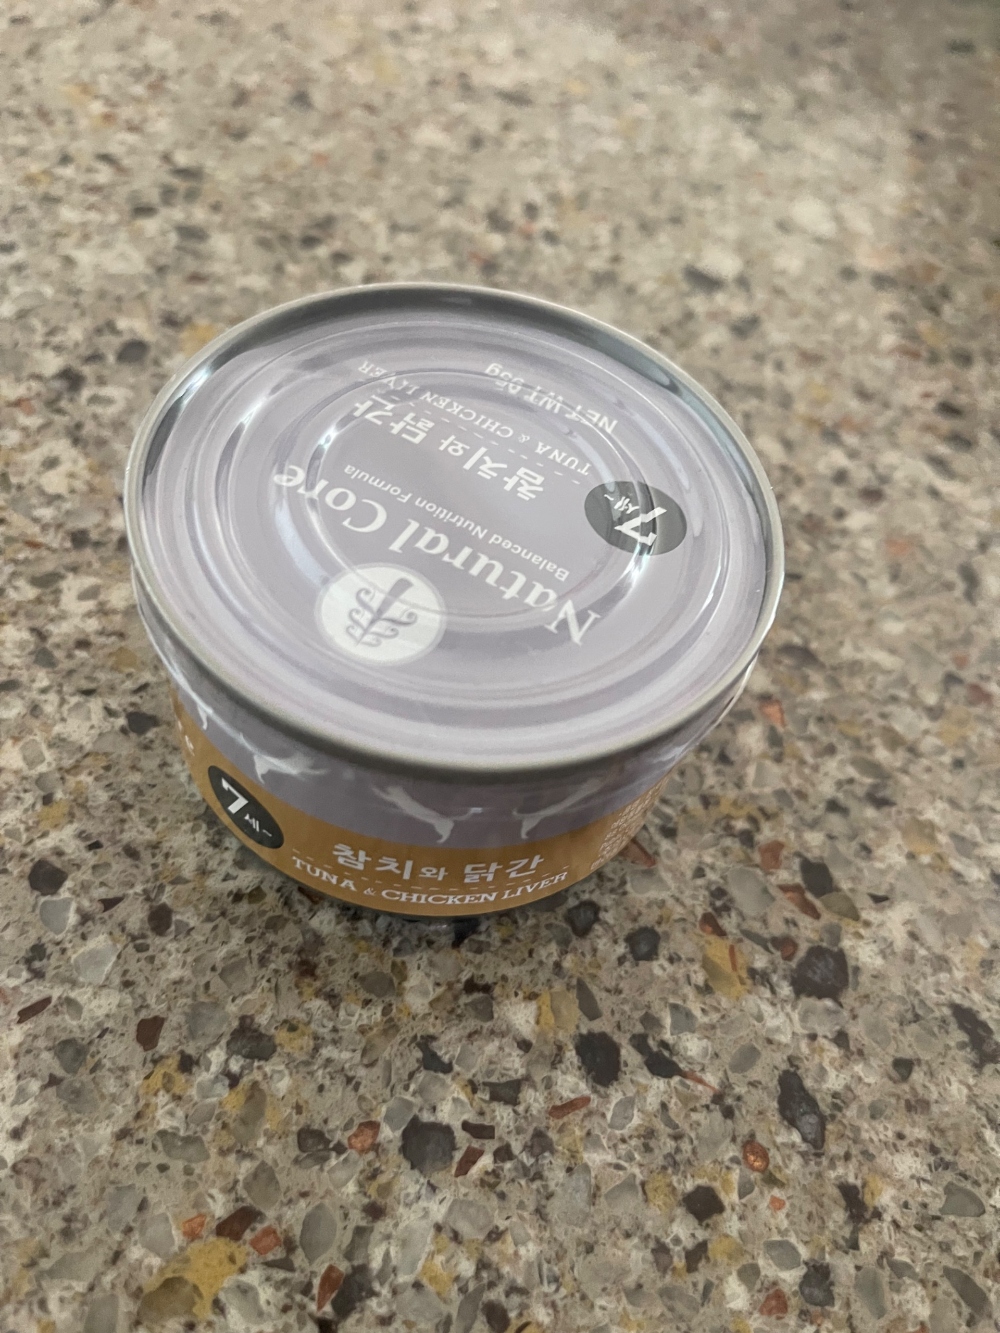 Natural Core
Balanced Nutrition Formula
7세~
참치와 닭간
TUNA & CHICKEN LIVER
NET WT 95g
7세~
참치와 닭간
TUNA & CHICKEN LIVER